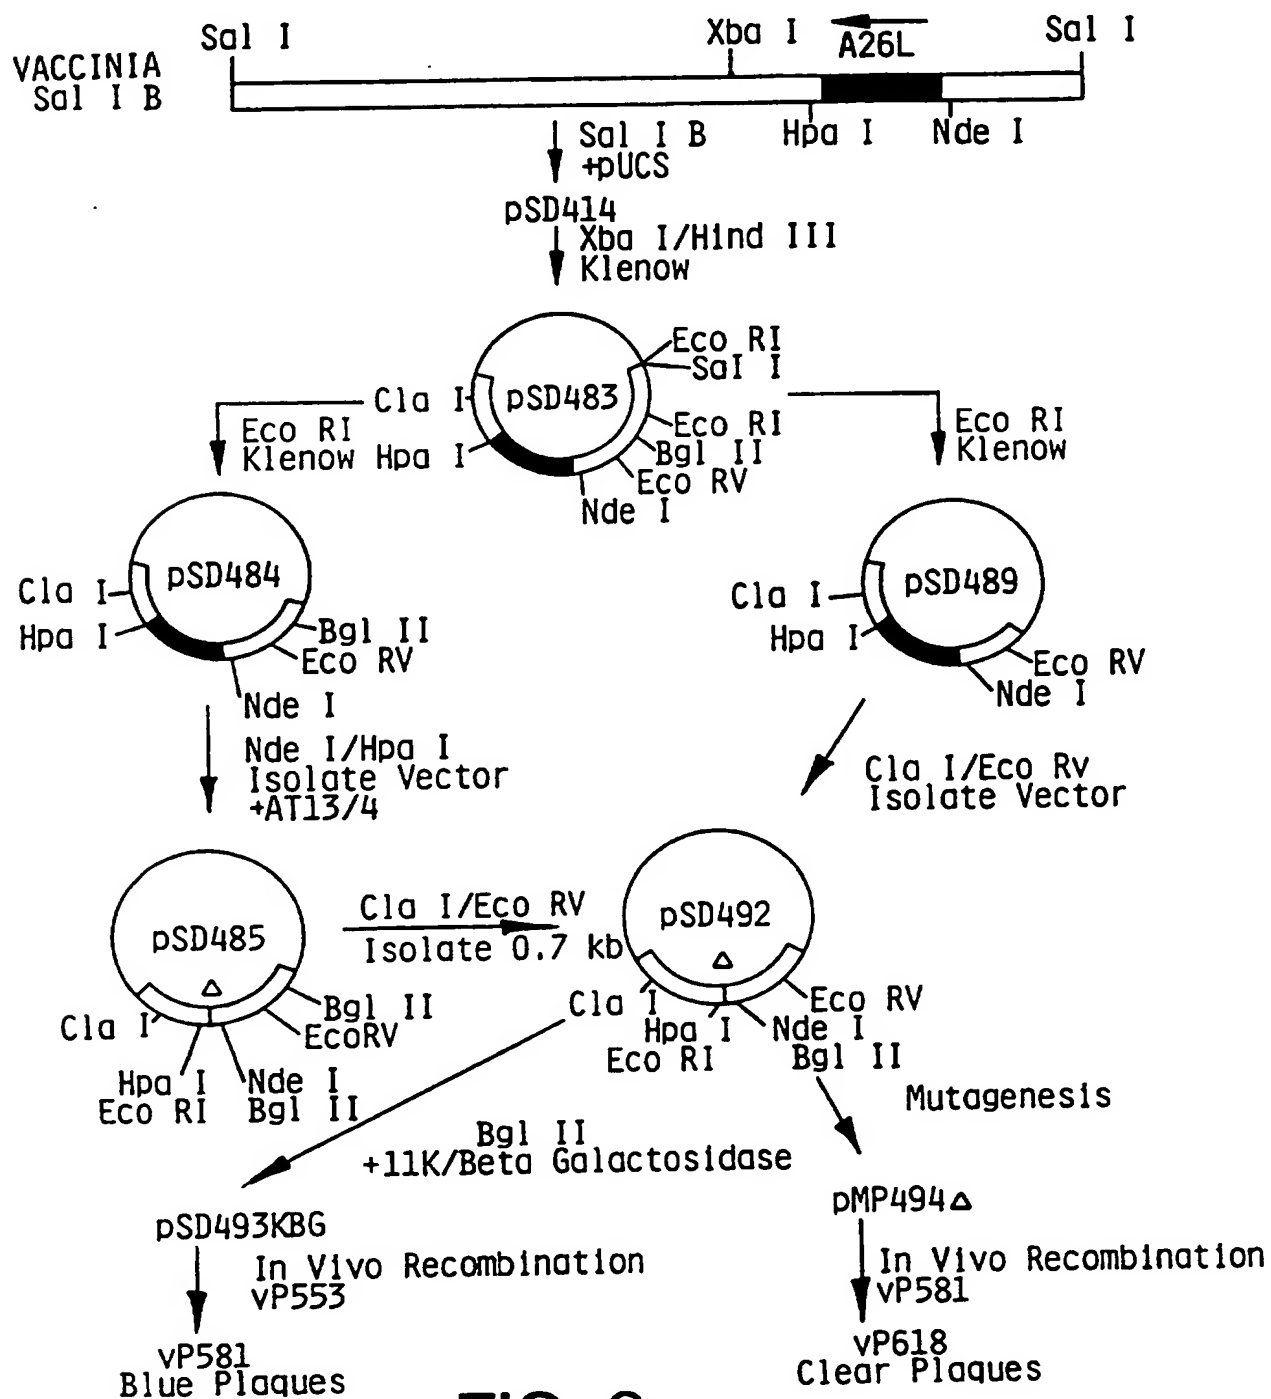 Sal I
Xba I
A26L
Sal I
VACCINIA
Sal I B
Hpa I
Nde I
Sal I B
+pUCS
pSD414
Xba I/Hind III
Klenow
Eco RI
SaI I
Cla I
pSD483
Eco RI
Klenow
Hpa I
Eco RI
Bgl II
Eco RV
Nde I
Eco RI
Klenow
pSD484
Cla I
Hpa I
Bgl II
Eco RV
Nde I
pSD489
Cla I
Hpa I
Eco RV
Nde I
Nde I/Hpa I
Isolate Vector
+AT13/4
Cla I/Eco Rv
Isolate Vector
pSD485
Δ
Cla I
Bgl II
EcoRV
Hpa I
Nde I
Eco RI
Bgl II
Cla I/Eco RV
Isolate 0.7 kb
pSD492
Δ
Cla I
Eco RV
Hpa I
Nde I
Eco RI
Bgl II
Mutagenesis
Bgl II
+11K/Beta Galactosidase
pSD493KBG
In Vivo Recombination
vP553
vP581
Blue Plaques
pMP494Δ
In Vivo Recombination
vP581
vP618
Clear Plaques